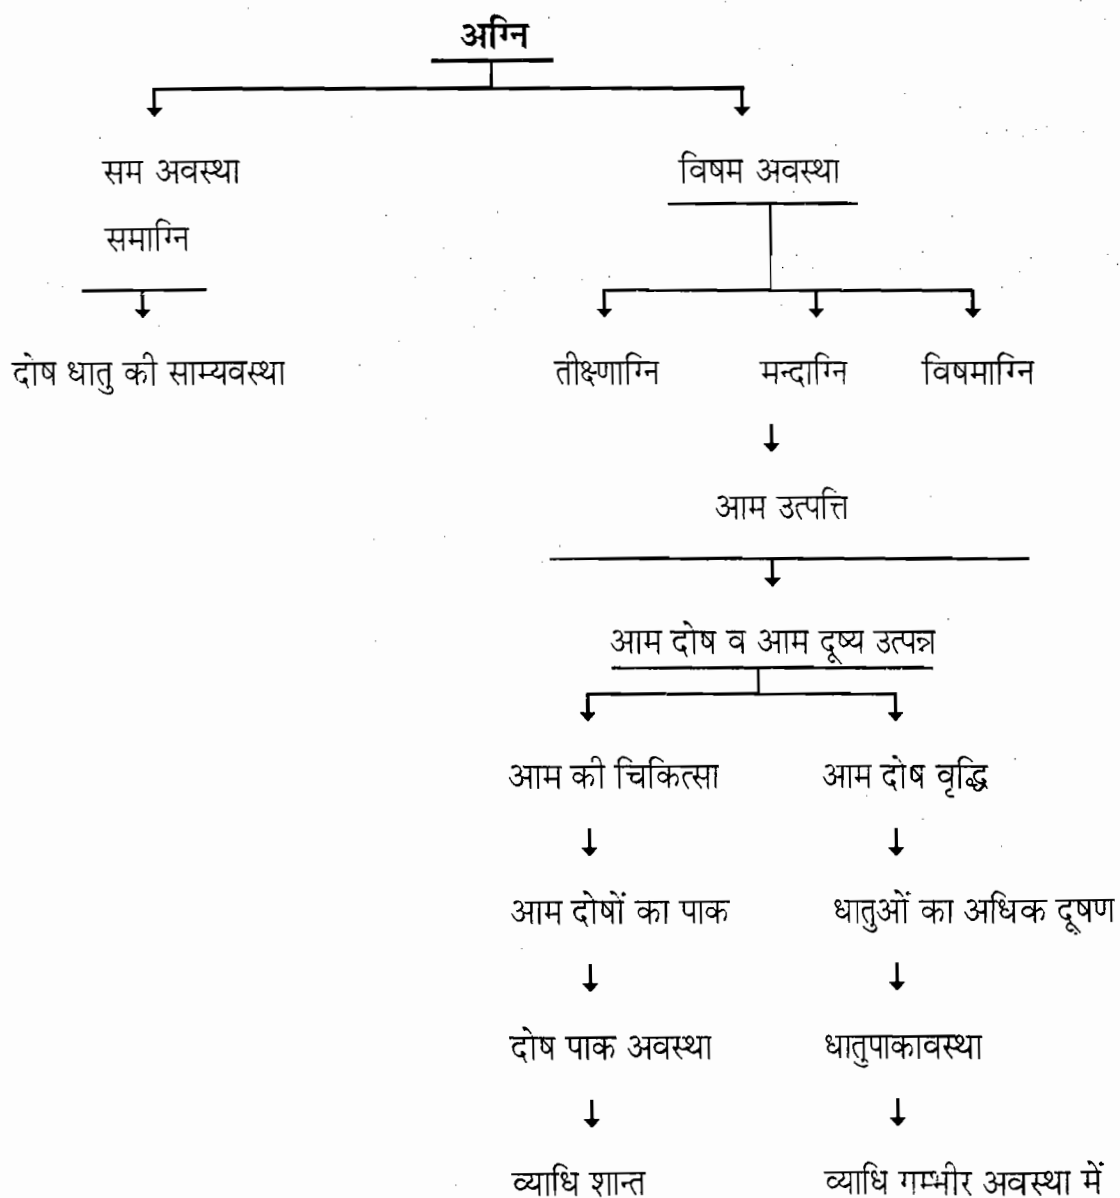 अग्नि
सम अवस्था विषम अवस्था
समाग्नि
दोष धातु की साम्यवस्था तीक्ष्णाग्नि मन्दाग्नि विषमाग्नि
आम उत्पत्ति
आम दोष व आम दूष्य उत्पन्न
आम की चिकित्सा आम दोष वृद्धि
आम दोषों का पाक धातुओं का अधिक दूषण
दोष पाक अवस्था धातुपाकावस्था
व्याधि शान्त व्याधि गम्भीर अवस्था में